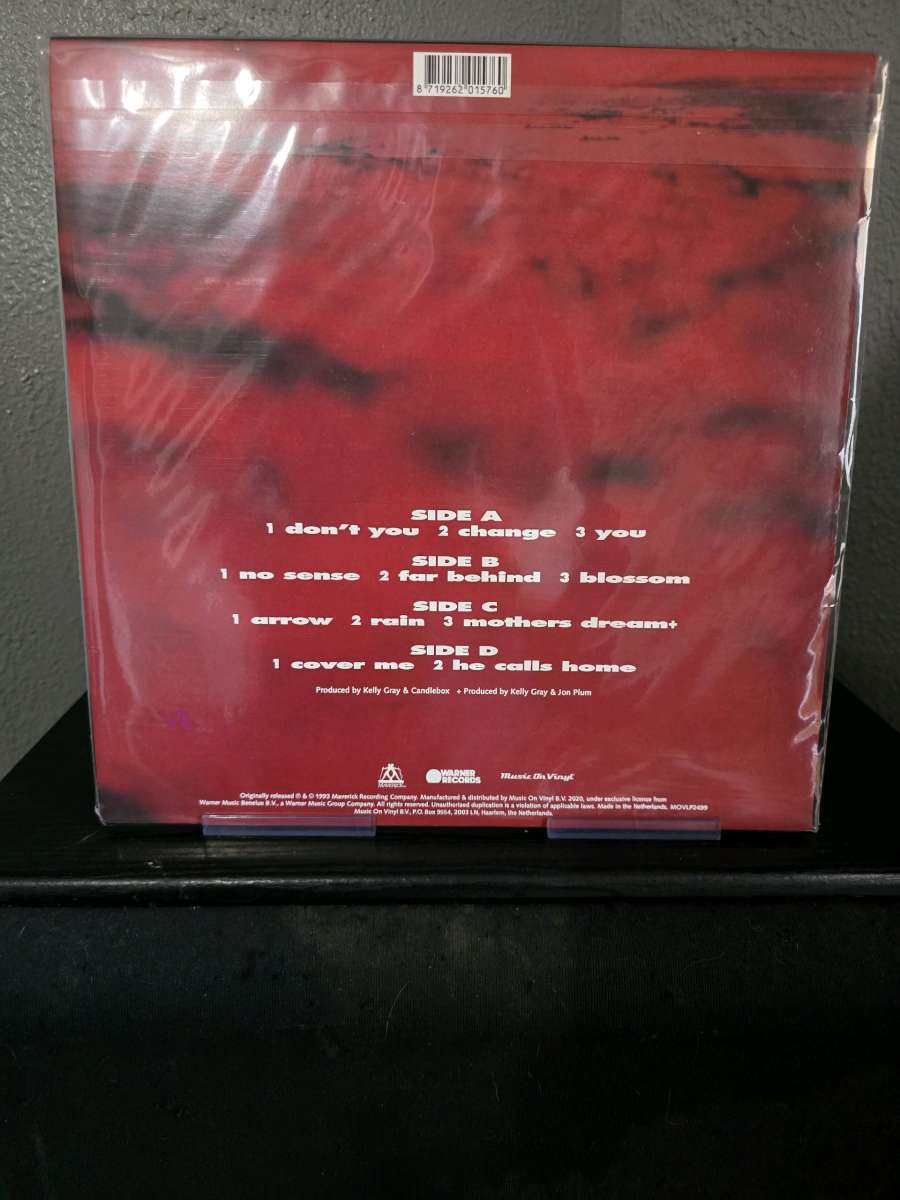 8 719262 015760
SIDE A
1 don't you 2 change 3 you
SIDE B
1 no sense 2 far behind 3 blossom
SIDE C
1 arrow 2 rain 3 mothers dream+
SIDE D
1 cover me 2 he calls home
Produced by Kelly Gray & Candlebox + Produced by Kelly Gray & Jon Plum
MAVERICK
WARNER RECORDS
Music On Vinyl
Originally released ℗ & © 1993 Maverick Recording Company. Manufactured & distributed by Music On Vinyl B.V. 2020, under exclusive licence from
Warner Music Benelux B.V., a Warner Music Group Company. All rights reserved. Unauthorized duplication is a violation of applicable laws. Made in the Netherlands. MOVLP2499
Music On Vinyl B.V., P.O. Box 9554, 2003 LN, Haarlem, the Netherlands.